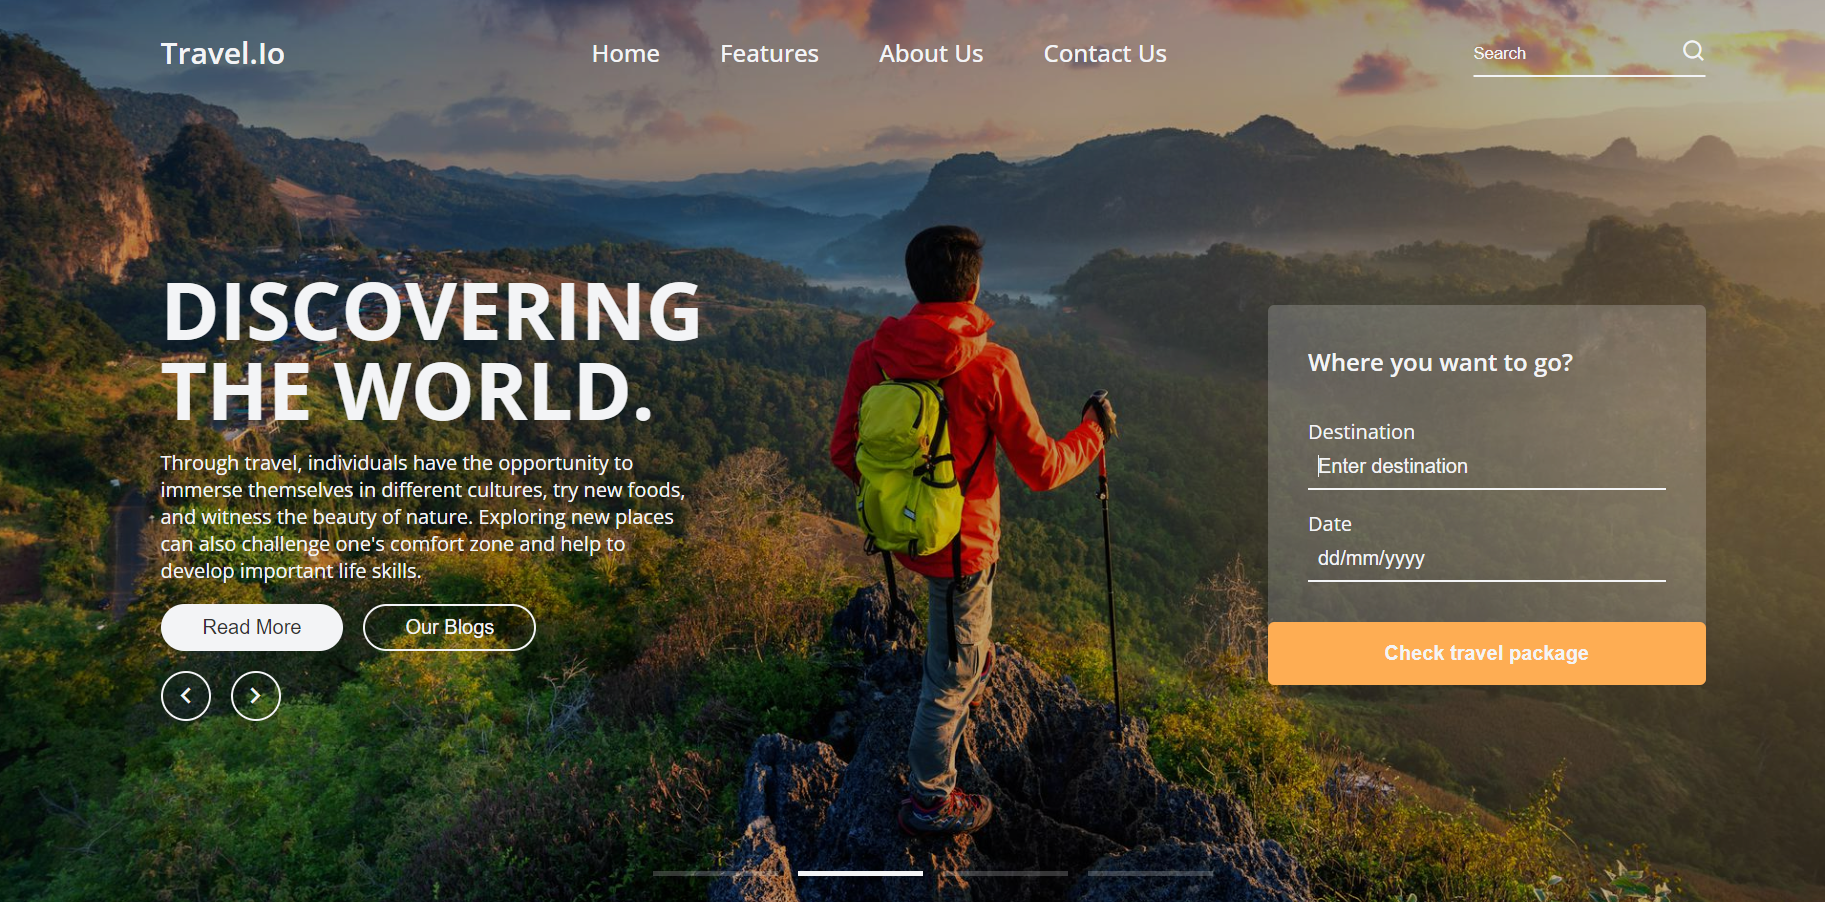 Travel.Io
Home
Features
About Us
Contact Us
Search
DISCOVERING
THE WORLD.
Through travel, individuals have the opportunity to
immerse themselves in different cultures, try new foods,
and witness the beauty of nature. Exploring new places
can also challenge one's comfort zone and help to
develop important life skills.
Read More
Our Blogs
Where you want to go?
Destination
Enter destination
Date
dd/mm/yyyy
Check travel package